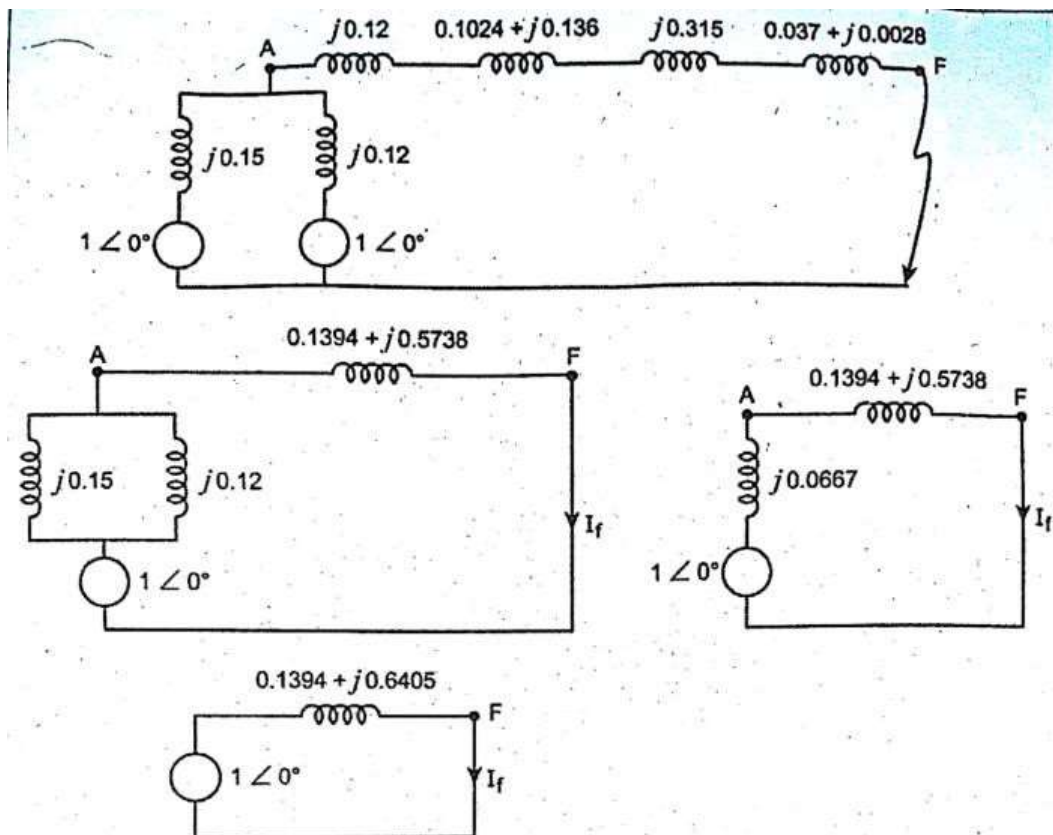 j0.12 0.1024 + j0.136 j0.315 0.037 + j0.0028
A F
j0.15 j0.12
1 ∠ 0° 1 ∠ 0°
0.1394 + j0.5738
A F
j0.15 j0.12
I_f
1 ∠ 0°
0.1394 + j0.5738
A F
j0.0667
I_f
1 ∠ 0°
0.1394 + j0.6405
F
1 ∠ 0° I_f